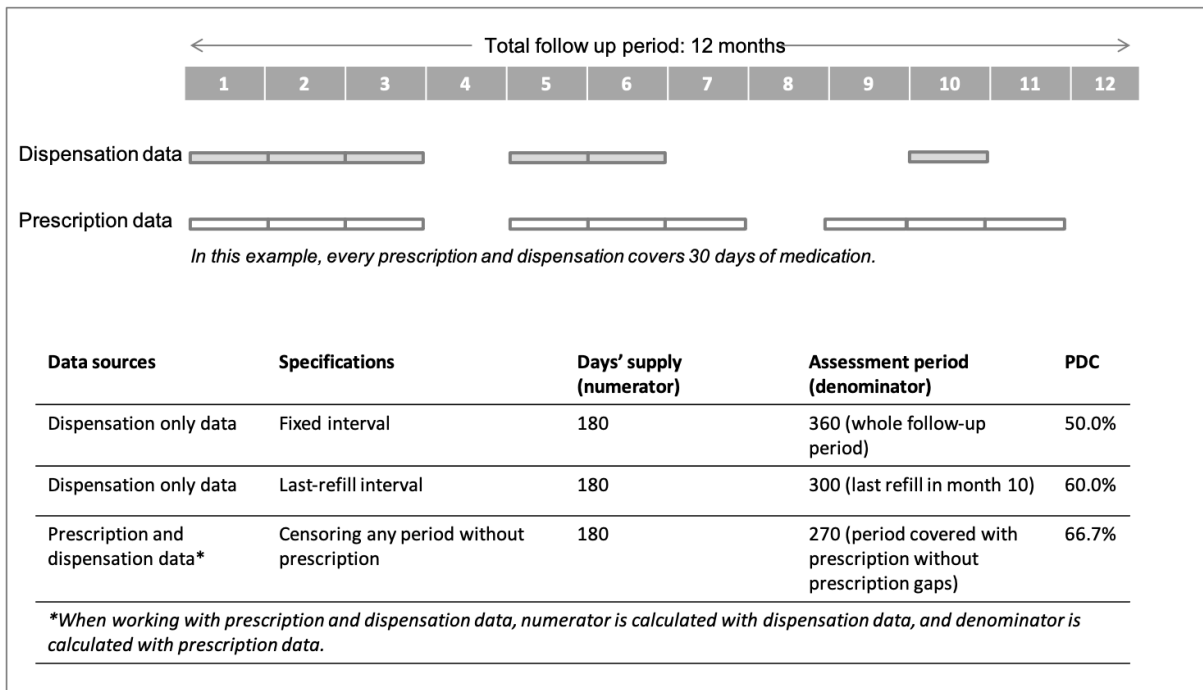 Total follow up period: 12 months
1 2 3 4 5 6 7 8 9 10 11 12
Dispensation data
Prescription data
In this example, every prescription and dispensation covers 30 days of medication.
Data sources Specifications Days' supply (numerator) Assessment period (denominator) PDC
Dispensation only data Fixed interval 180 360 (whole follow-up period) 50.0%
Dispensation only data Last-refill interval 180 300 (last refill in month 10) 60.0%
Prescription and dispensation data* Censoring any period without prescription 180 270 (period covered with prescription without prescription gaps) 66.7%
*When working with prescription and dispensation data, numerator is calculated with dispensation data, and denominator is
calculated with prescription data.